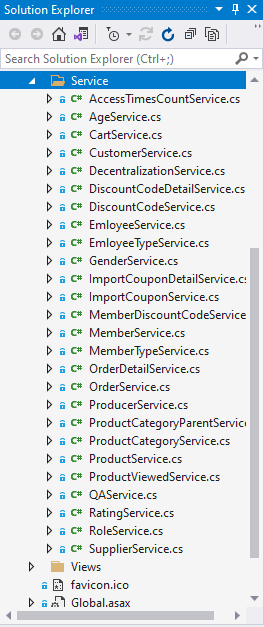 Solution Explorer
Search Solution Explorer (Ctrl+;)
Service
C# AccessTimesCountService.cs
C# AgeService.cs
C# CartService.cs
C# CustomerService.cs
C# DecentralizationService.cs
C# DiscountCodeDetailService.cs
C# DiscountCodeService.cs
C# EmloyeeService.cs
C# EmloyeeTypeService.cs
C# GenderService.cs
C# ImportCouponDetailService.cs
C# ImportCouponService.cs
C# MemberDiscountCodeService
C# MemberService.cs
C# MemberTypeService.cs
C# OrderDetailService.cs
C# OrderService.cs
C# ProducerService.cs
C# ProductCategoryParentService
C# ProductCategoryService.cs
C# ProductService.cs
C# ProductViewedService.cs
C# QAService.cs
C# RatingService.cs
C# RoleService.cs
C# SupplierService.cs
Views
favicon.ico
Global.asax